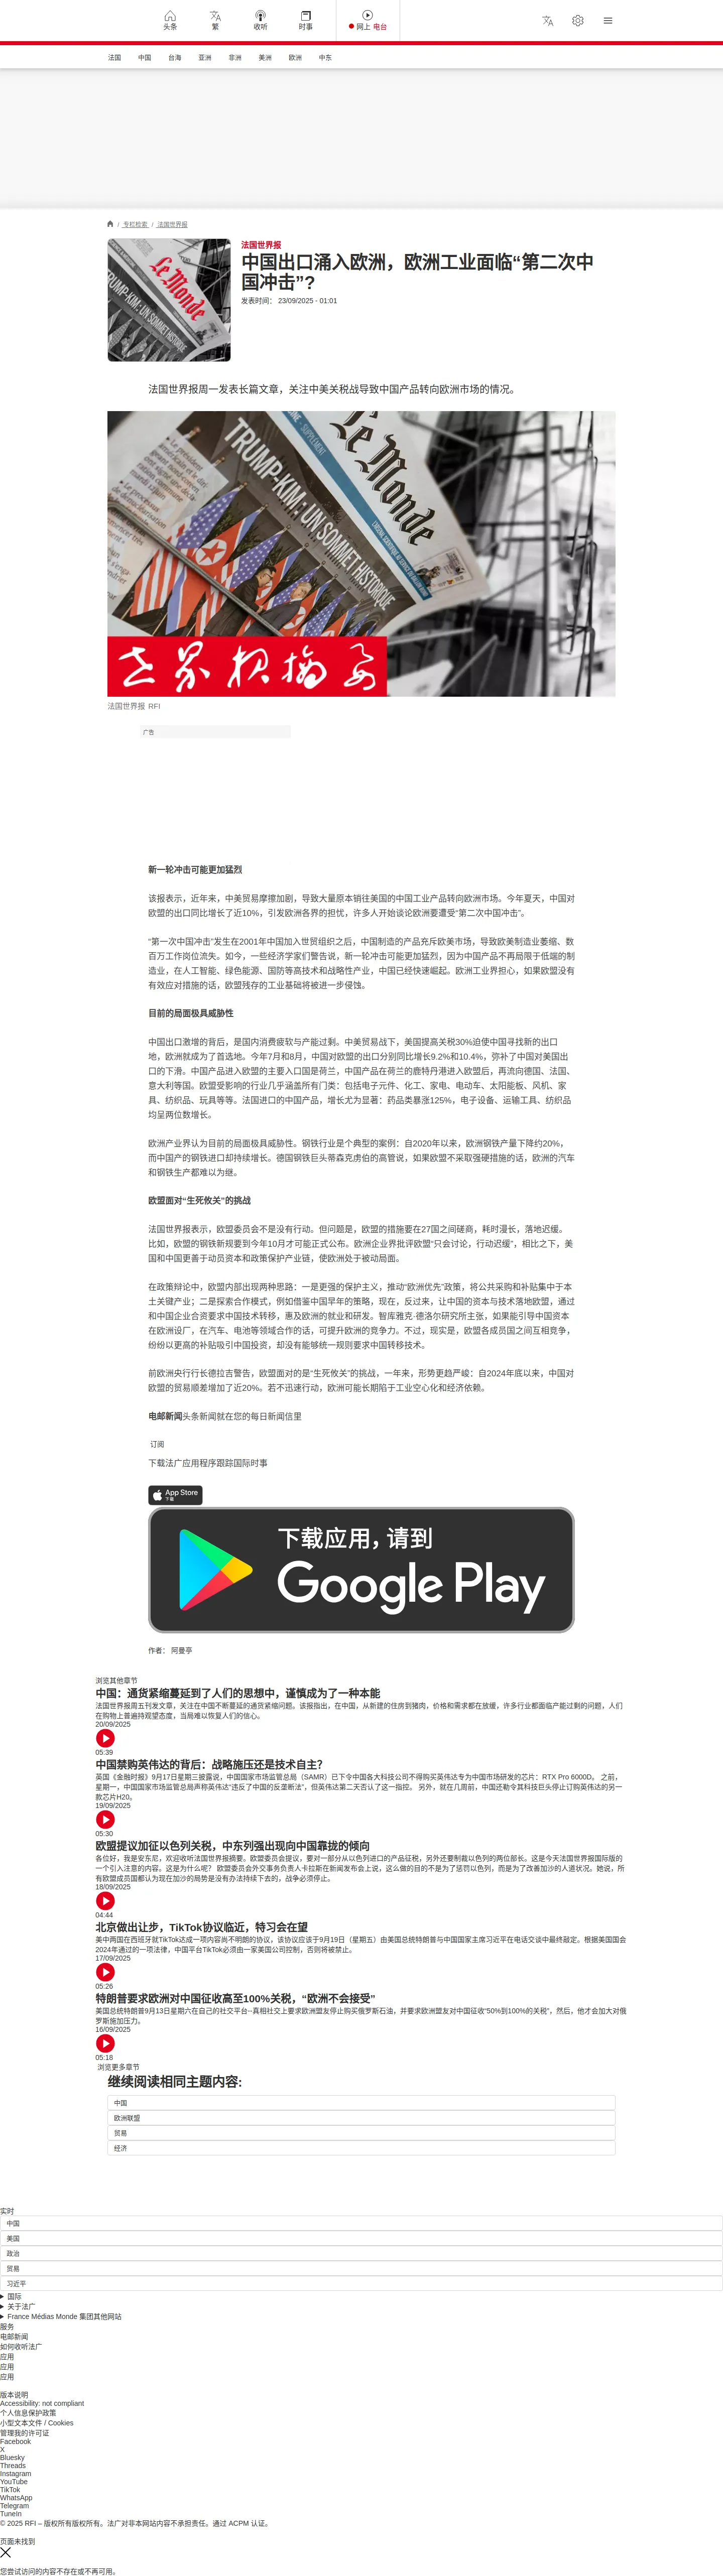 头条
繁
收听
时事
网上 电台
法国
中国
台海
亚洲
非洲
美洲
欧洲
中东
/ 专栏检索 / 法国世界报
法国世界报
中国出口涌入欧洲，欧洲工业面临“第二次中
国冲击”?
发表时间： 23/09/2025 - 01:01
法国世界报周一发表长篇文章，关注中美关税战导致中国产品转向欧洲市场的情况。
Le Monde
TRUMP-KIM : UN SOMMET HISTORIQUE
世界报摘要
法国世界报 RFI
广告
新一轮冲击可能更加猛烈
该报表示，近年来，中美贸易摩擦加剧，导致大量原本销往美国的中国工业产品转向欧洲市场。今年夏天，中国对
欧盟的出口同比增长了近10%，引发欧洲各界的担忧，许多人开始谈论欧洲要遭受“第二次中国冲击”。
“第一次中国冲击”发生在2001年中国加入世贸组织之后，中国制造的产品充斥欧美市场，导致欧美制造业萎缩、数
百万工作岗位流失。如今，一些经济学家们警告说，新一轮冲击可能更加猛烈，因为中国产品不再局限于低端的制
造业，在人工智能、绿色能源、国防等高技术和战略性产业，中国已经快速崛起。欧洲工业界担心，如果欧盟没有
有效应对措施的话，欧盟残存的工业基础将被进一步侵蚀。
目前的局面极具威胁性
中国出口激增的背后，是国内消费疲软与产能过剩。中美贸易战下，美国提高关税30%迫使中国寻找新的出口
地，欧洲就成为了首选地。今年7月和8月，中国对欧盟的出口分别同比增长9.2%和10.4%，弥补了中国对美国出
口的下滑。中国产品进入欧盟的主要入口国是荷兰，中国产品在荷兰的鹿特丹港进入欧盟后，再流向德国、法国、
意大利等国。欧盟受影响的行业几乎涵盖所有门类：包括电子元件、化工、家电、电动车、太阳能板、风机、家
具、纺织品、玩具等等。法国进口的中国产品，增长尤为显著：药品类暴涨125%，电子设备、运输工具、纺织品
均呈两位数增长。
欧洲产业界认为目前的局面极具威胁性。钢铁行业是个典型的案例：自2020年以来，欧洲钢铁产量下降约20%，
而中国产的钢铁进口却持续增长。德国钢铁巨头蒂森克虏伯的高管说，如果欧盟不采取强硬措施的话，欧洲的汽车
和钢铁生产都难以为继。
欧盟面对“生死攸关”的挑战
法国世界报表示，欧盟委员会不是没有行动。但问题是，欧盟的措施要在27国之间磋商，耗时漫长，落地迟缓。
比如，欧盟的钢铁新规要到今年10月才可能正式公布。欧洲企业界批评欧盟“只会讨论，行动迟缓”，相比之下，美
国和中国更善于动员资本和政策保护产业链，使欧洲处于被动局面。
在政策辩论中，欧盟内部出现两种思路：一是更强的保护主义，推动“欧洲优先”政策，将公共采购和补贴集中于本
土关键产业；二是探索合作模式，例如借鉴中国早年的策略，现在，反过来，让中国的资本与技术落地欧盟，通过
和中国企业合资要求中国技术转移，惠及欧洲的就业和研发。智库雅克·德洛尔研究所主张，如果能引导中国资本
在欧洲设厂，在汽车、电池等领域合作的话，可提升欧洲的竞争力。不过，现实是，欧盟各成员国之间互相竞争，
纷纷以更高的补贴吸引中国投资，却没有能够统一规则要求中国转移技术。
前欧洲央行行长德拉吉警告，欧盟面对的是“生死攸关”的挑战，一年来，形势更趋严峻：自2024年底以来，中国对
欧盟的贸易顺差增加了近20%。若不迅速行动，欧洲可能长期陷于工业空心化和经济依赖。
电邮新闻头条新闻就在您的每日新闻信里
订阅
下载法广应用程序跟踪国际时事
App Store
下载
下载应用，请到
Google Play
作者： 阿曼亭
浏览其他章节
中国：通货紧缩蔓延到了人们的思想中，谨慎成为了一种本能
法国世界报周五刊发文章，关注在中国不断蔓延的通货紧缩问题。该报指出，在中国，从新建的住房到猪肉，价格和需求都在放缓，许多行业都面临产能过剩的问题，人们
在购物上普遍持观望态度，当局难以恢复人们的信心。
20/09/2025
05:39
中国禁购英伟达的背后：战略施压还是技术自主？
英国《金融时报》9月17日星期三披露说，中国国家市场监管总局（SAMR）已下令中国各大科技公司不得购买英伟达专为中国市场研发的芯片：RTX Pro 6000D。 之前，
星期一，中国国家市场监管总局声称英伟达“违反了中国的反垄断法”，但英伟达第二天否认了这一指控。 另外，就在几周前，中国还勒令其科技巨头停止订购英伟达的另一
款芯片H20。
19/09/2025
05:30
欧盟提议加征以色列关税，中东列强出现向中国靠拢的倾向
各位好，我是安东尼，欢迎收听法国世界报摘要。欧盟委员会提议，要对一部分从以色列进口的产品征税，另外还要制裁以色列的两位部长。这是今天法国世界报国际版的
一个引入注意的内容。这是为什么呢？ 欧盟委员会外交事务负责人卡拉斯在新闻发布会上说，这么做的目的不是为了惩罚以色列，而是为了改善加沙的人道状况。她说，所
有欧盟成员国都认为现在加沙的局势是没有办法持续下去的，战争必须停止。
18/09/2025
04:44
北京做出让步，TikTok协议临近，特习会在望
美中两国在西班牙就TikTok达成一项内容尚不明朗的协议，该协议应该于9月19日（星期五）由美国总统特朗普与中国国家主席习近平在电话交谈中最终敲定。根据美国国会
2024年通过的一项法律，中国平台TikTok必须由一家美国公司控制，否则将被禁止。
17/09/2025
05:26
特朗普要求欧洲对中国征收高至100%关税，“欧洲不会接受”
美国总统特朗普9月13日星期六在自己的社交平台--真相社交上要求欧洲盟友停止购买俄罗斯石油，并要求欧洲盟友对中国征收“50%到100%的关税”，然后，他才会加大对俄
罗斯施加压力。
16/09/2025
05:18
浏览更多章节
继续阅读相同主题内容:
中国
欧洲联盟
贸易
经济
实时
中国
美国
政治
贸易
习近平
国际
关于法广
France Médias Monde 集团其他网站
服务
电邮新闻
如何收听法广
应用
应用
应用
版本说明
Accessibility: not compliant
个人信息保护政策
小型文本文件 / Cookies
管理我的许可证
Facebook
X
Bluesky
Threads
Instagram
YouTube
TikTok
WhatsApp
Telegram
TuneIn
© 2025 RFI – 版权所有版权所有。法广对非本网站内容不承担责任。通过 ACPM 认证。
页面未找到
您尝试访问的内容不存在或不再可用。